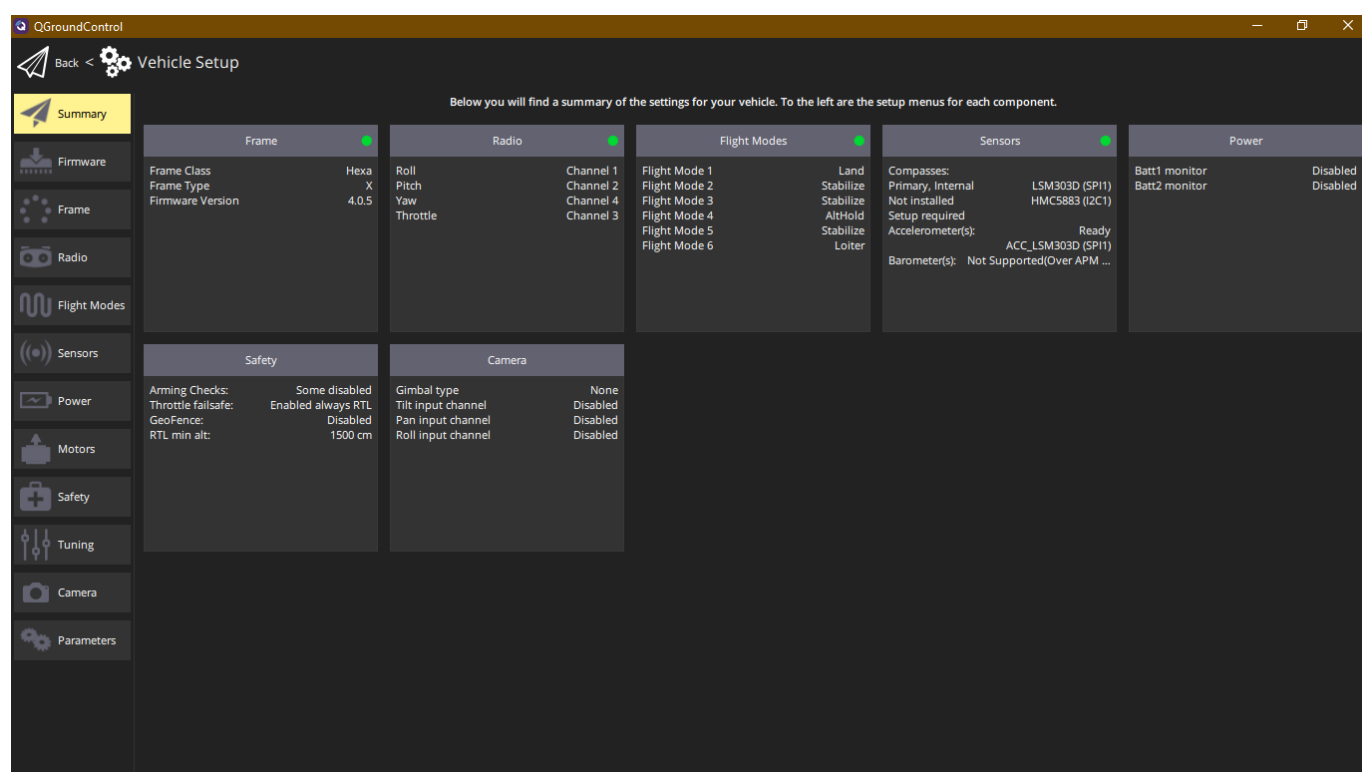 QGroundControl
Back < Vehicle Setup
Below you will find a summary of the settings for your vehicle. To the left are the setup menus for each component.
Summary
Firmware
Frame
Radio
Flight Modes
Sensors
Power
Motors
Safety
Tuning
Camera
Parameters
Frame
Frame Class Hexa
Frame Type X
Firmware Version 4.0.5
Radio
Roll Channel 1
Pitch Channel 2
Yaw Channel 4
Throttle Channel 3
Flight Modes
Flight Mode 1 Land
Flight Mode 2 Stabilize
Flight Mode 3 Stabilize
Flight Mode 4 AltHold
Flight Mode 5 Stabilize
Flight Mode 6 Loiter
Sensors
Compasses:
Primary, Internal LSM303D (SPI1)
Not installed HMC5883 (I2C1)
Setup required
Accelerometer(s): Ready
ACC_LSM303D (SPI1)
Barometer(s): Not Supported(Over APM ...
Power
Batt1 monitor Disabled
Batt2 monitor Disabled
Safety
Arming Checks: Some disabled
Throttle failsafe: Enabled always RTL
GeoFence: Disabled
RTL min alt: 1500 cm
Camera
Gimbal type None
Tilt input channel Disabled
Pan input channel Disabled
Roll input channel Disabled